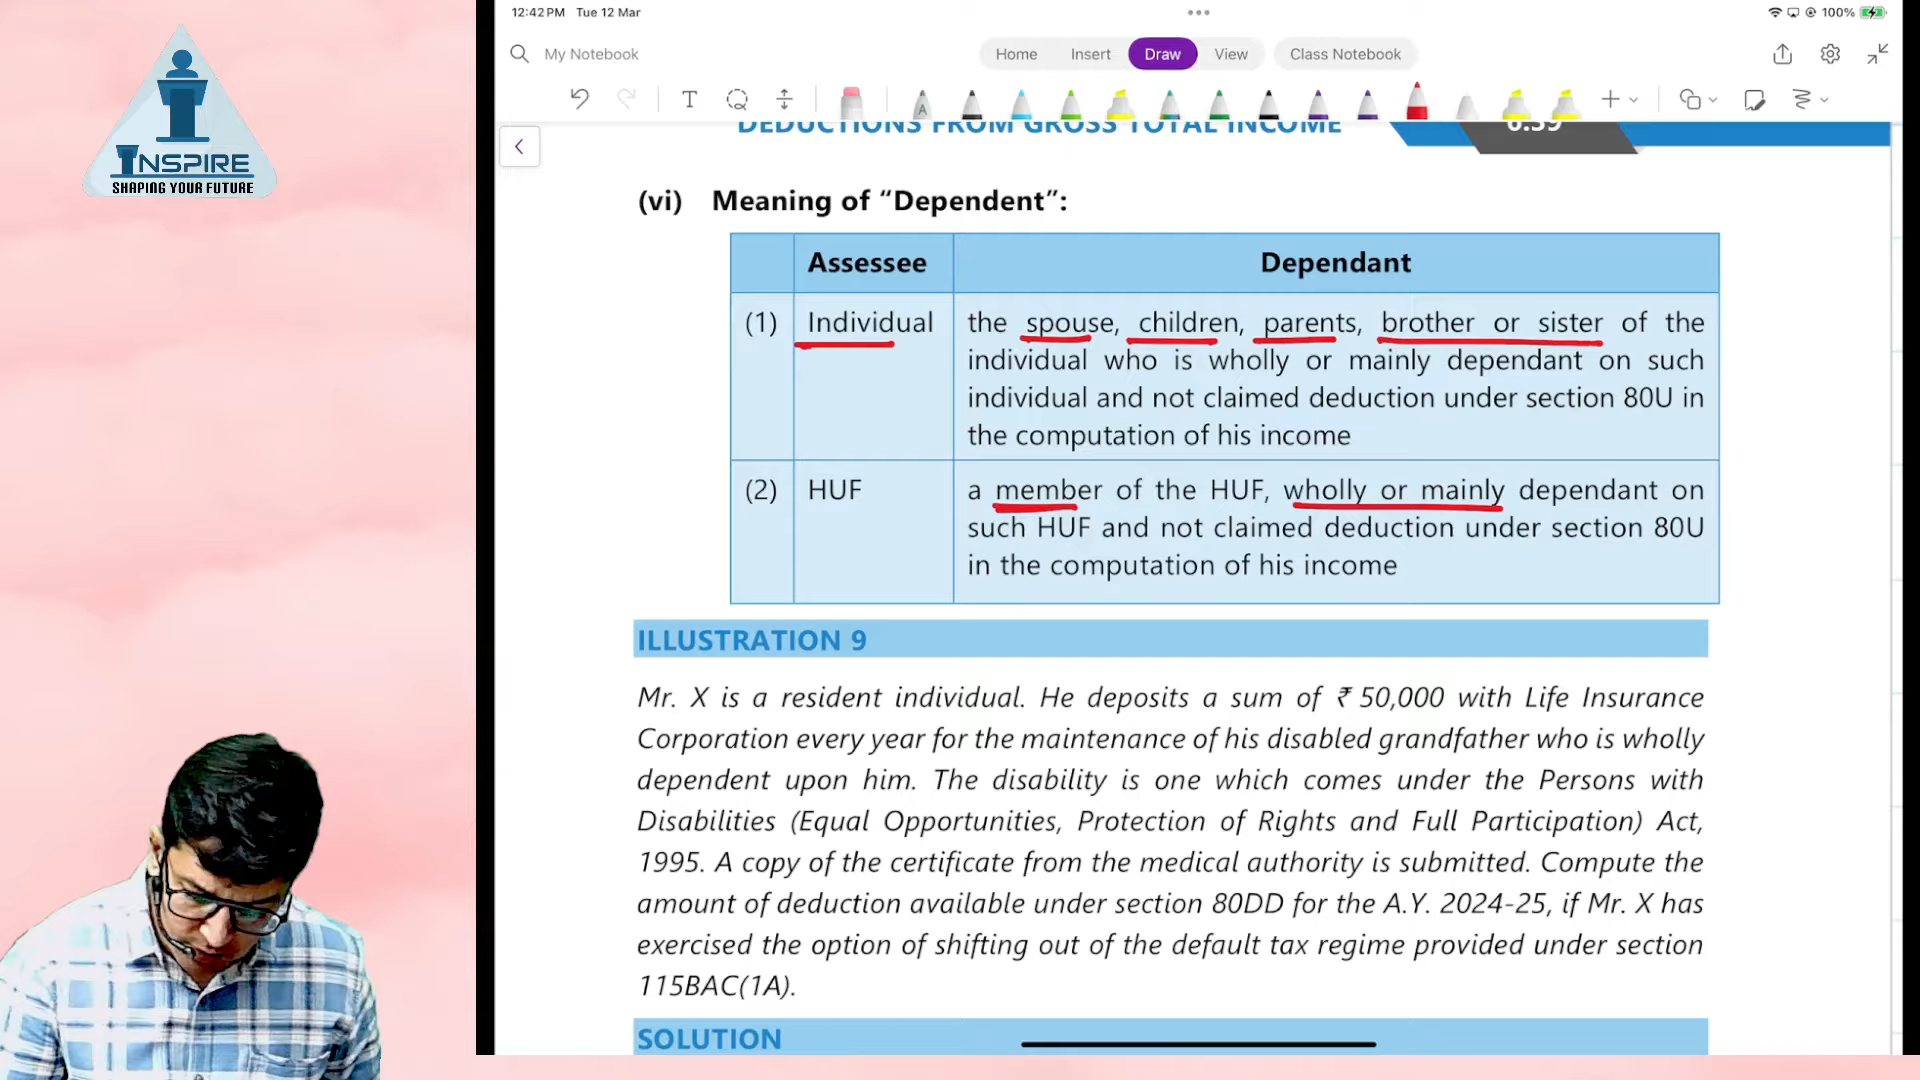 12:42 PM Tue 12 Mar
100%
My Notebook
Home Insert Draw View Class Notebook
INSPIRE
SHAPING YOUR FUTURE
DEDUCTIONS FROM GROSS TOTAL INCOME
6.59
(vi) Meaning of “Dependent”:
Assessee Dependant
(1) Individual the spouse, children, parents, brother or sister of the
individual who is wholly or mainly dependant on such
individual and not claimed deduction under section 80U in
the computation of his income
(2) HUF a member of the HUF, wholly or mainly dependant on
such HUF and not claimed deduction under section 80U
in the computation of his income
ILLUSTRATION 9
Mr. X is a resident individual. He deposits a sum of ₹ 50,000 with Life Insurance
Corporation every year for the maintenance of his disabled grandfather who is wholly
dependent upon him. The disability is one which comes under the Persons with
Disabilities (Equal Opportunities, Protection of Rights and Full Participation) Act,
1995. A copy of the certificate from the medical authority is submitted. Compute the
amount of deduction available under section 80DD for the A.Y. 2024-25, if Mr. X has
exercised the option of shifting out of the default tax regime provided under section
115BAC(1A).
SOLUTION